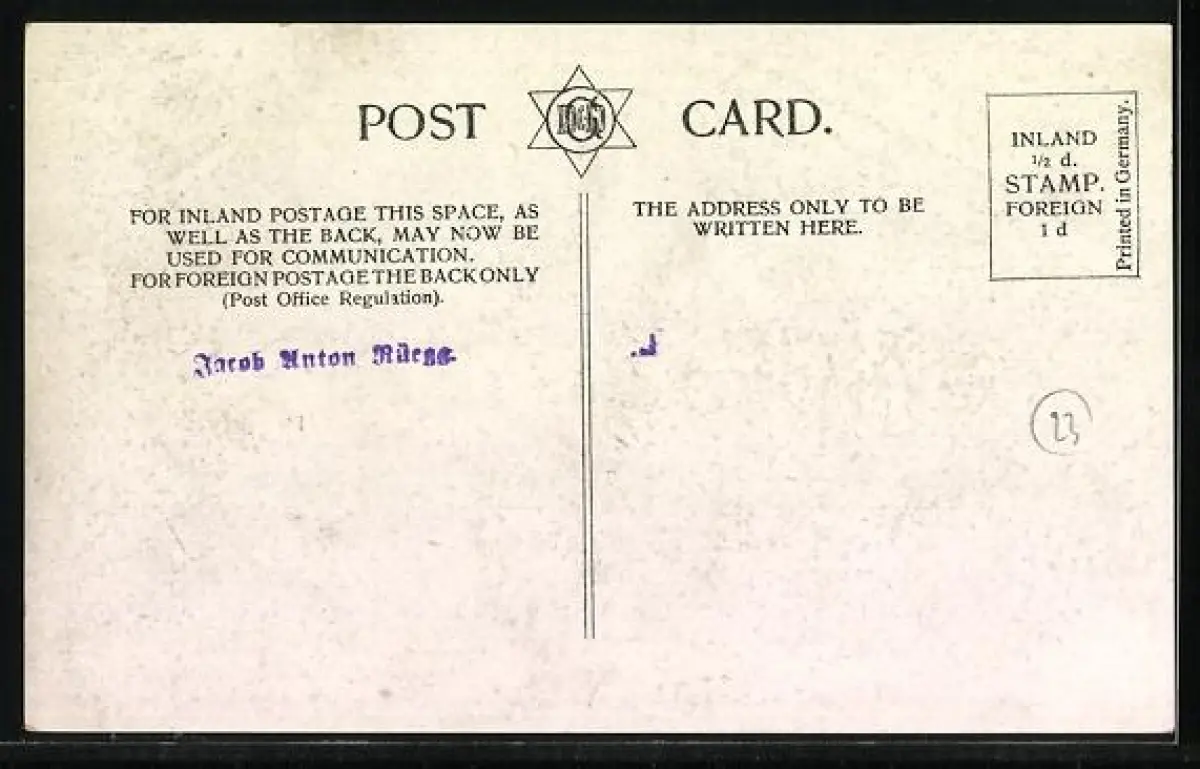 POST CARD.
FOR INLAND POSTAGE THIS SPACE, AS
WELL AS THE BACK, MAY NOW BE
USED FOR COMMUNICATION.
FOR FOREIGN POSTAGE THE BACK ONLY
(Post Office Regulation).
THE ADDRESS ONLY TO BE
WRITTEN HERE.
INLAND
1/2 d.
STAMP.
FOREIGN
1 d
Printed in Germany.
Jacob Anton Rüegg.
23